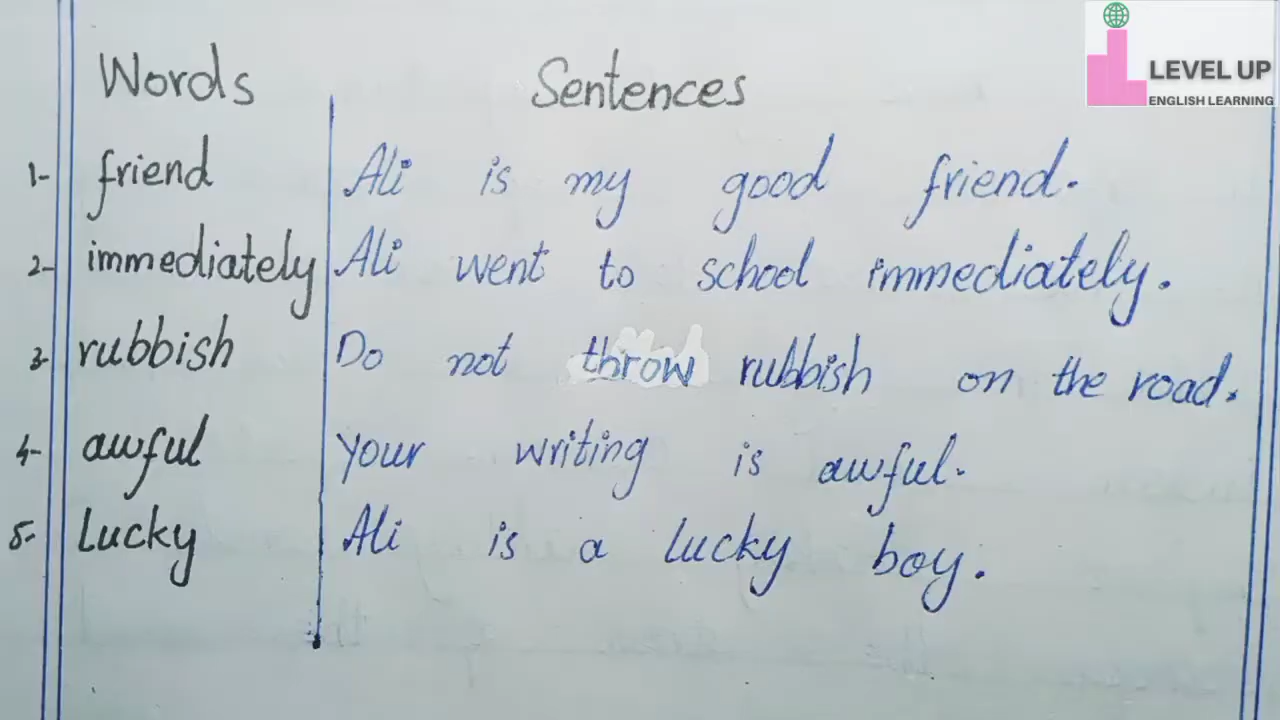 LEVEL UP
ENGLISH LEARNING
Words Sentences
1- friend Ali is my good friend.
2- immediately Ali went to school immediately.
3- rubbish Do not throw rubbish on the road.
4- awful Your writing is awful.
5- Lucky Ali is a lucky boy.